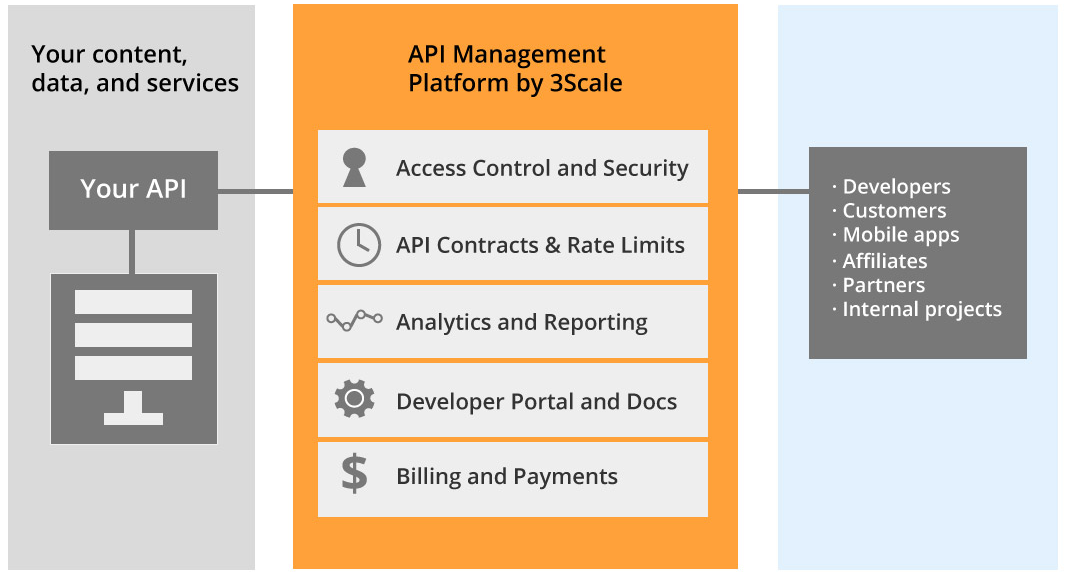 Your content,
data, and services
Your API
API Management
Platform by 3Scale
Access Control and Security
API Contracts & Rate Limits
Analytics and Reporting
Developer Portal and Docs
$ Billing and Payments
· Developers
· Customers
· Mobile apps
· Affiliates
· Partners
· Internal projects